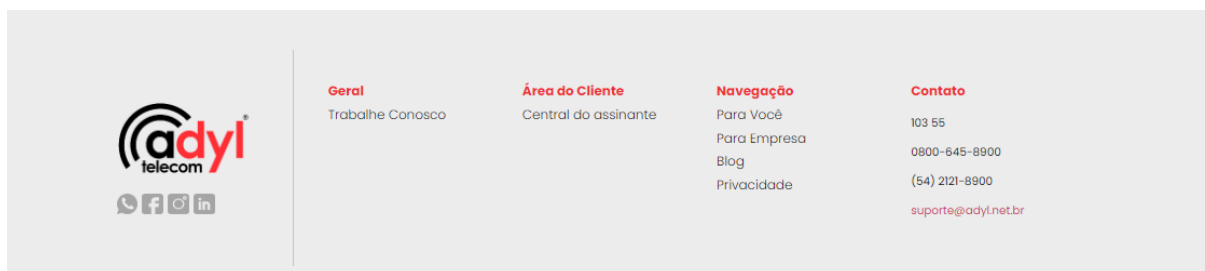 adyl®
telecom
Geral
Trabalhe Conosco
Área do Cliente
Central do assinante
Navegação
Para Você
Para Empresa
Blog
Privacidade
Contato
103 55
0800-645-8900
(54) 2121-8900
suporte@adyl.net.br